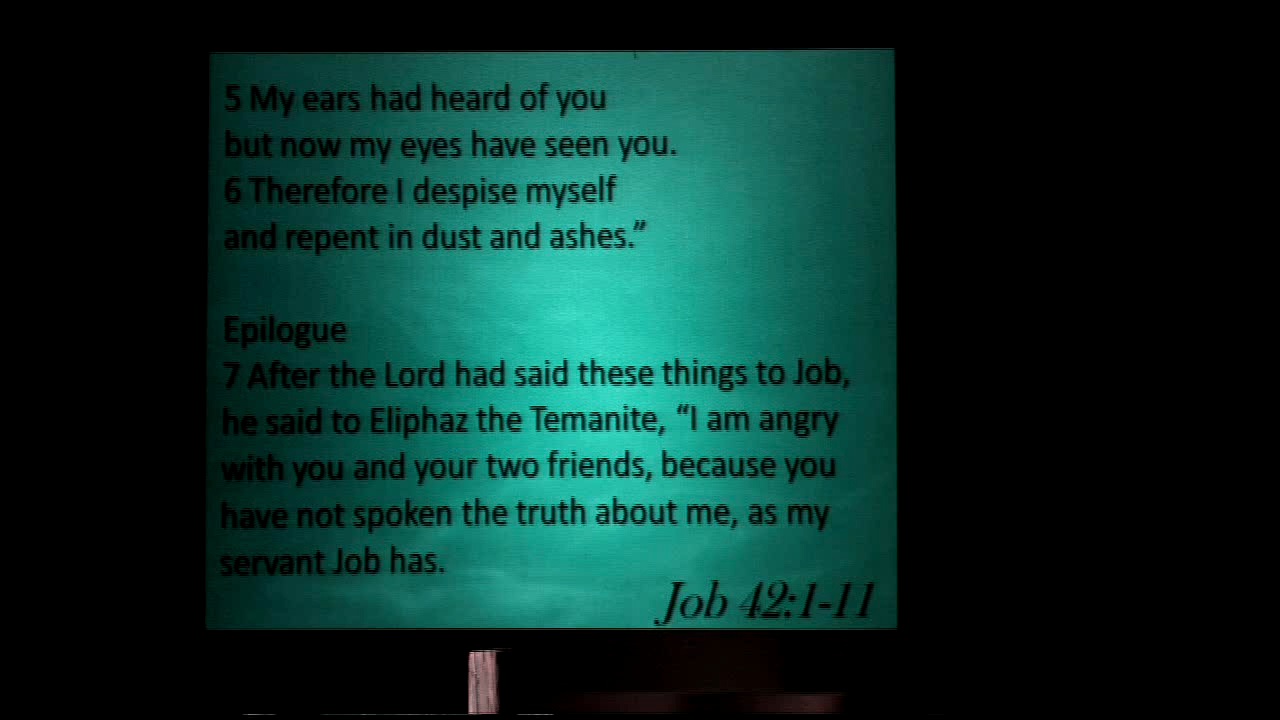 5 My ears had heard of you
but now my eyes have seen you.
6 Therefore I despise myself
and repent in dust and ashes.”
Epilogue
7 After the Lord had said these things to Job,
he said to Eliphaz the Temanite, “I am angry
with you and your two friends, because you
have not spoken the truth about me, as my
servant Job has.
Job 42:1-11